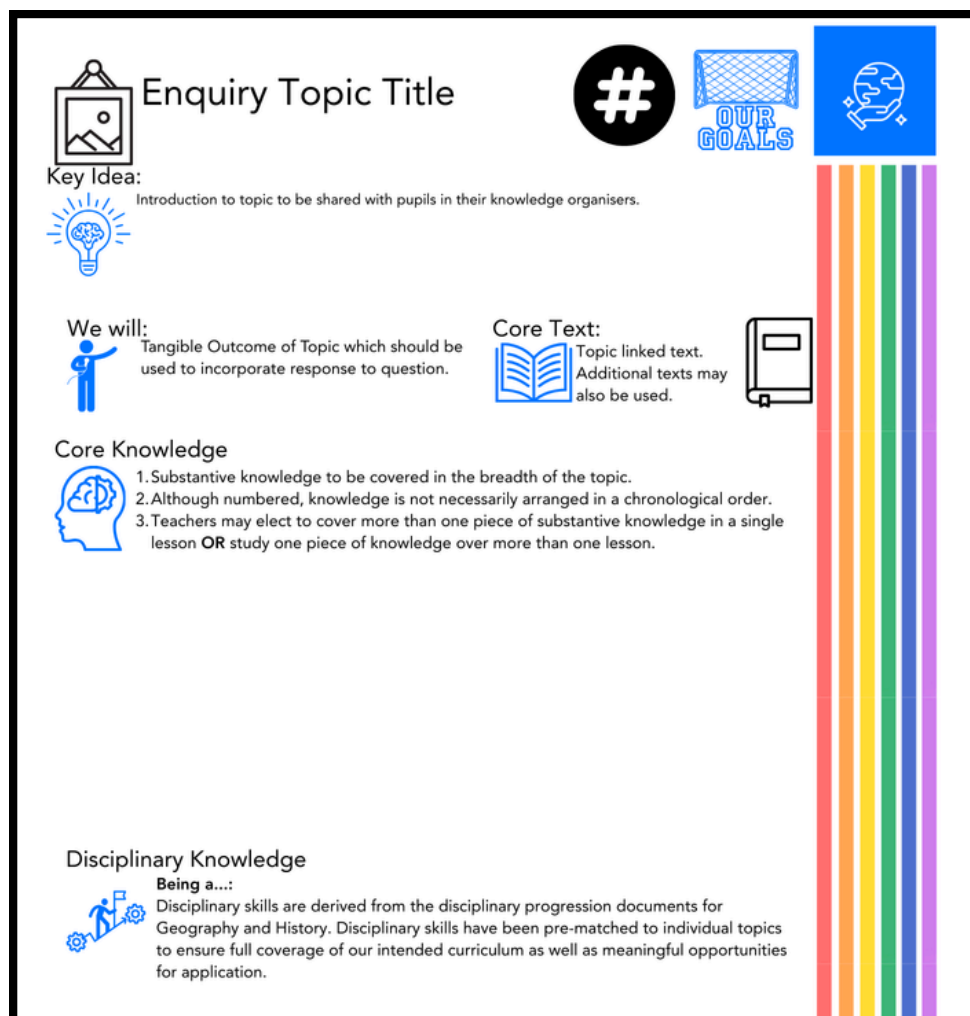 Enquiry Topic Title
#
OUR
GOALS
Key Idea:
Introduction to topic to be shared with pupils in their knowledge organisers.
We will:
Tangible Outcome of Topic which should be
used to incorporate response to question.
Core Text:
Topic linked text.
Additional texts may
also be used.
Core Knowledge
1. Substantive knowledge to be covered in the breadth of the topic.
2. Although numbered, knowledge is not necessarily arranged in a chronological order.
3. Teachers may elect to cover more than one piece of substantive knowledge in a single
lesson OR study one piece of knowledge over more than one lesson.
Disciplinary Knowledge
Being a...:
Disciplinary skills are derived from the disciplinary progression documents for
Geography and History. Disciplinary skills have been pre-matched to individual topics
to ensure full coverage of our intended curriculum as well as meaningful opportunities
for application.